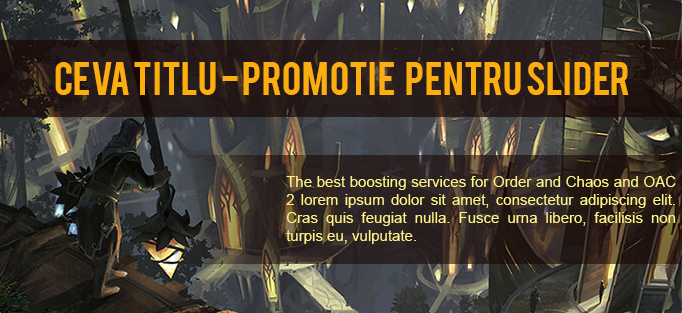 CEVA TITLU - PROMOTIE PENTRU SLIDER
The best boosting services for Order and Chaos and OAC
2 lorem ipsum dolor sit amet, consectetur adipiscing elit.
Cras quis feugiat nulla. Fusce urna libero, facilisis non
turpis eu, vulputate.